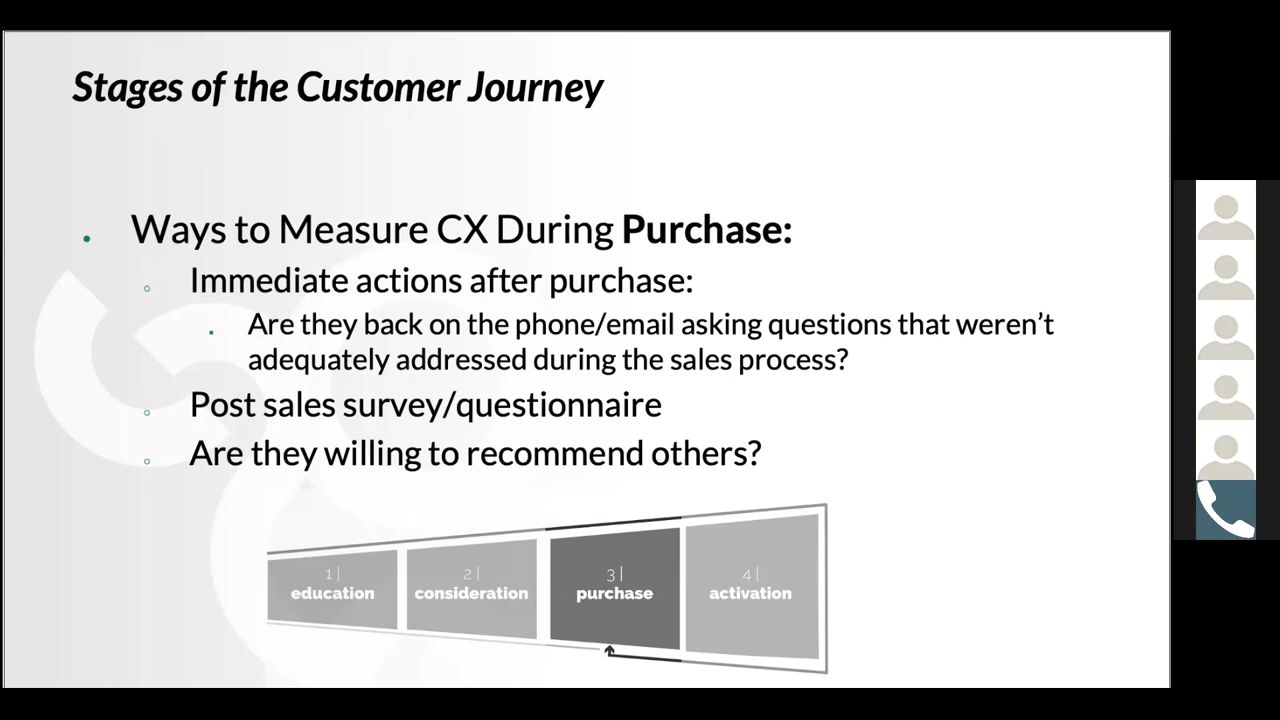 Stages of the Customer Journey
Ways to Measure CX During Purchase:
Immediate actions after purchase:
Are they back on the phone/email asking questions that weren’t
adequately addressed during the sales process?
Post sales survey/questionnaire
Are they willing to recommend others?
1 |
education
2 |
consideration
3 |
purchase
4 |
activation